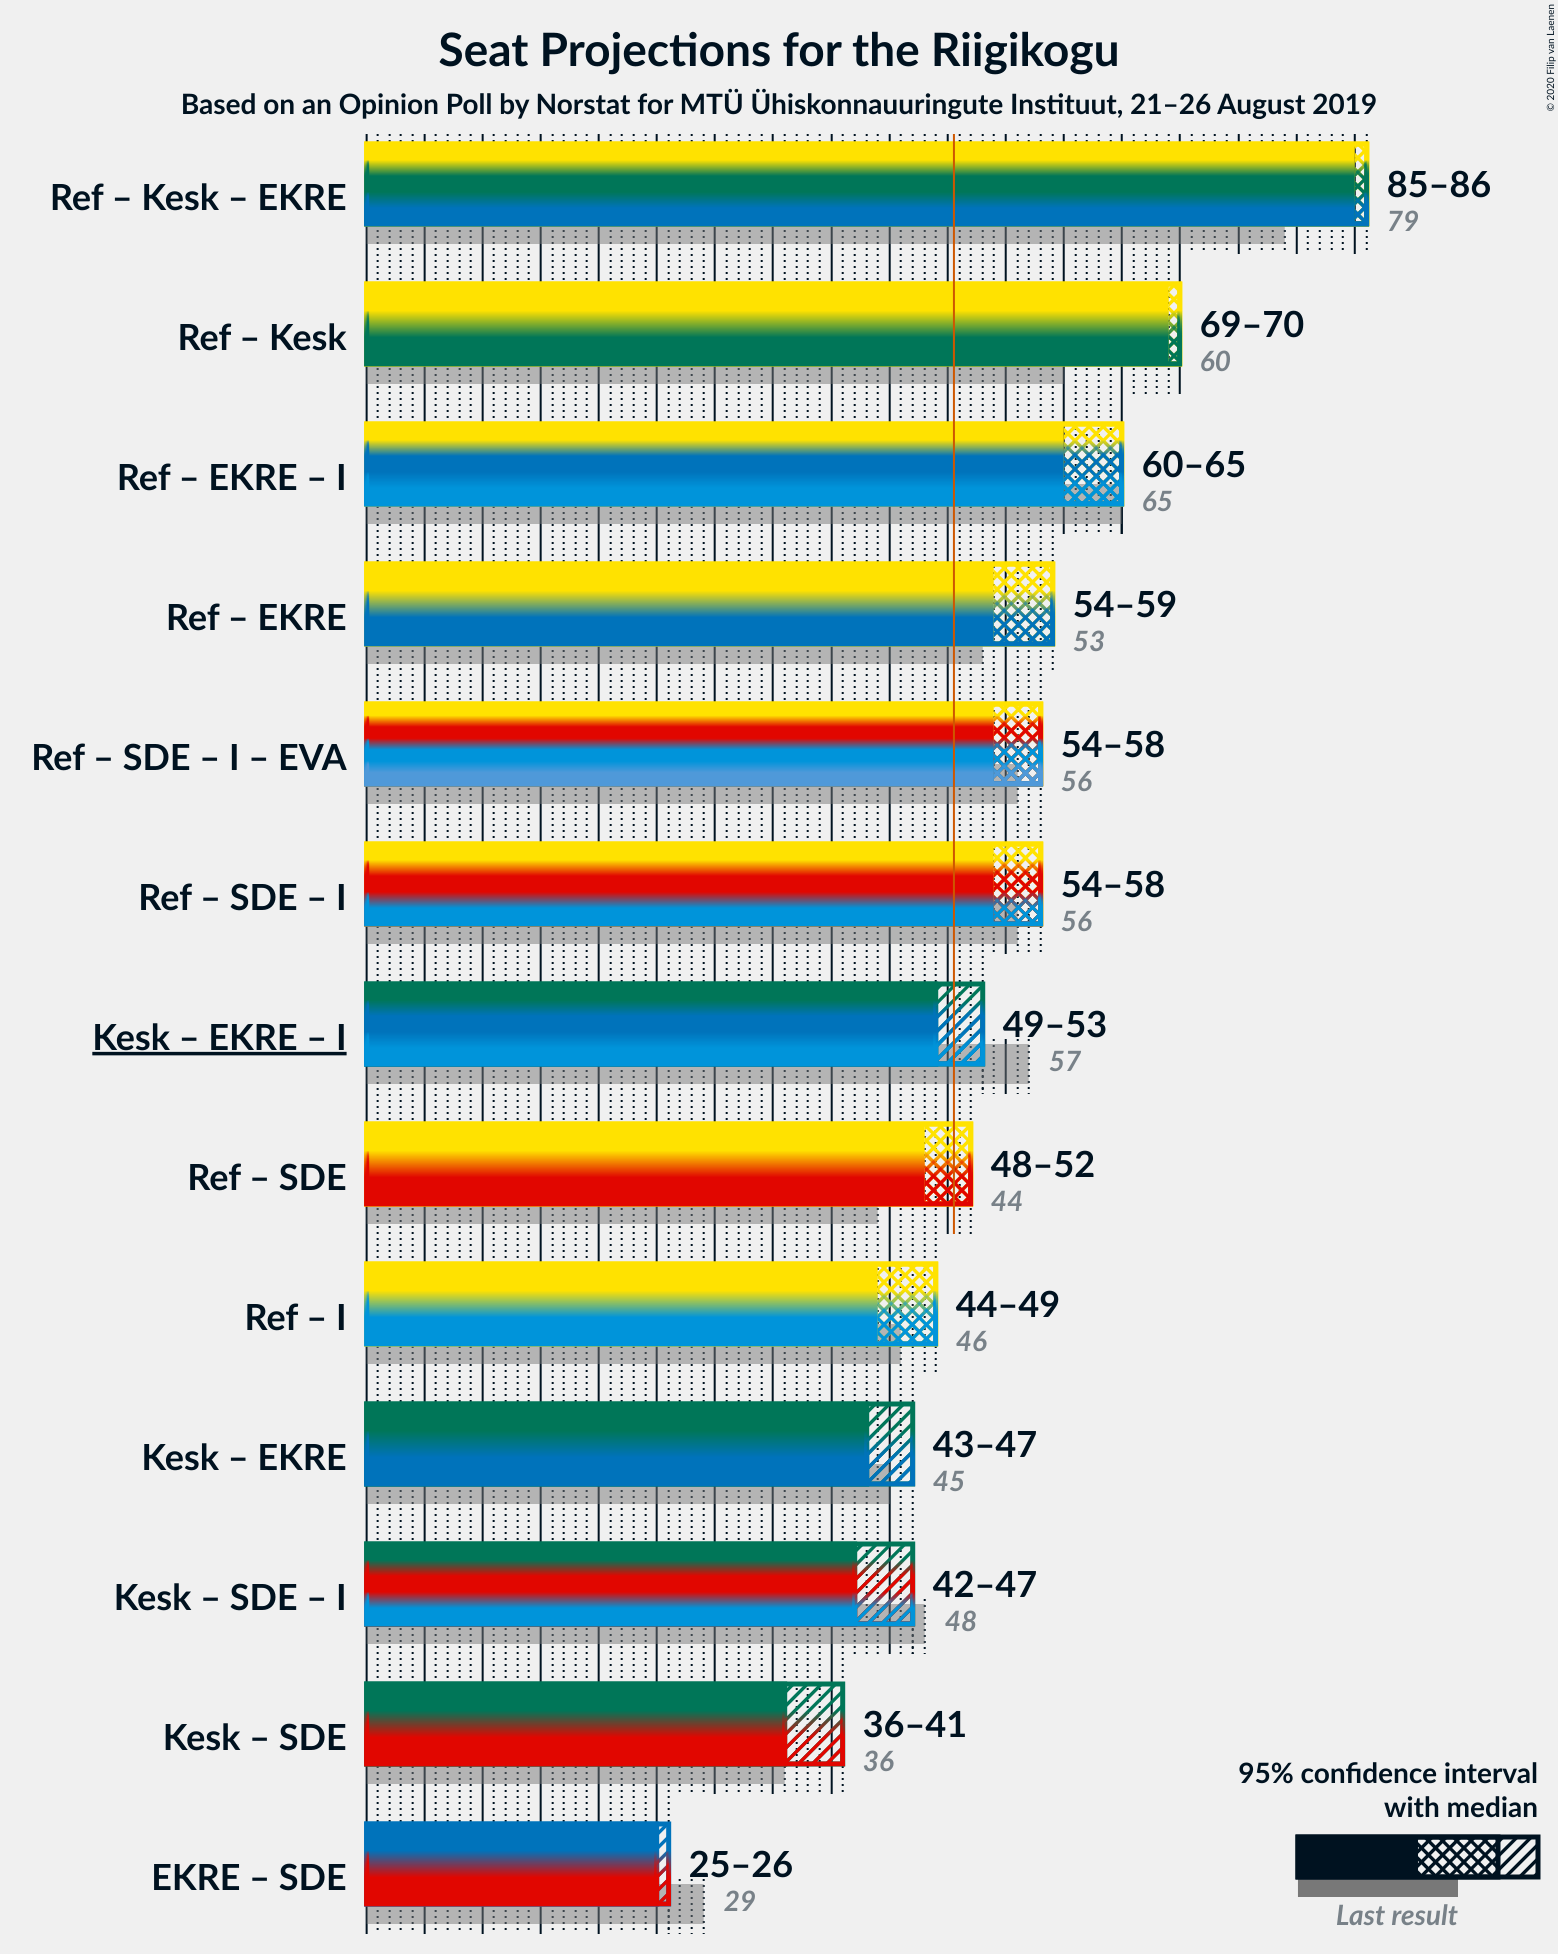 Seat Projections for the Riigikogu
Based on an Opinion Poll by Norstat for MTÜ Ühiskonnauuringute Instituut, 21–26 August 2019
© 2020 Filip van Laenen
Ref – Kesk – EKRE
85–86
79
Ref – Kesk
69–70
60
Ref – EKRE – I
60–65
65
Ref – EKRE
54–59
53
Ref – SDE – I – EVA
54–58
56
Ref – SDE – I
54–58
56
Kesk – EKRE – I
49–53
57
Ref – SDE
48–52
44
Ref – I
44–49
46
Kesk – EKRE
43–47
45
Kesk – SDE – I
42–47
48
Kesk – SDE
36–41
36
EKRE – SDE
25–26
29
95% confidence interval
with median
Last result